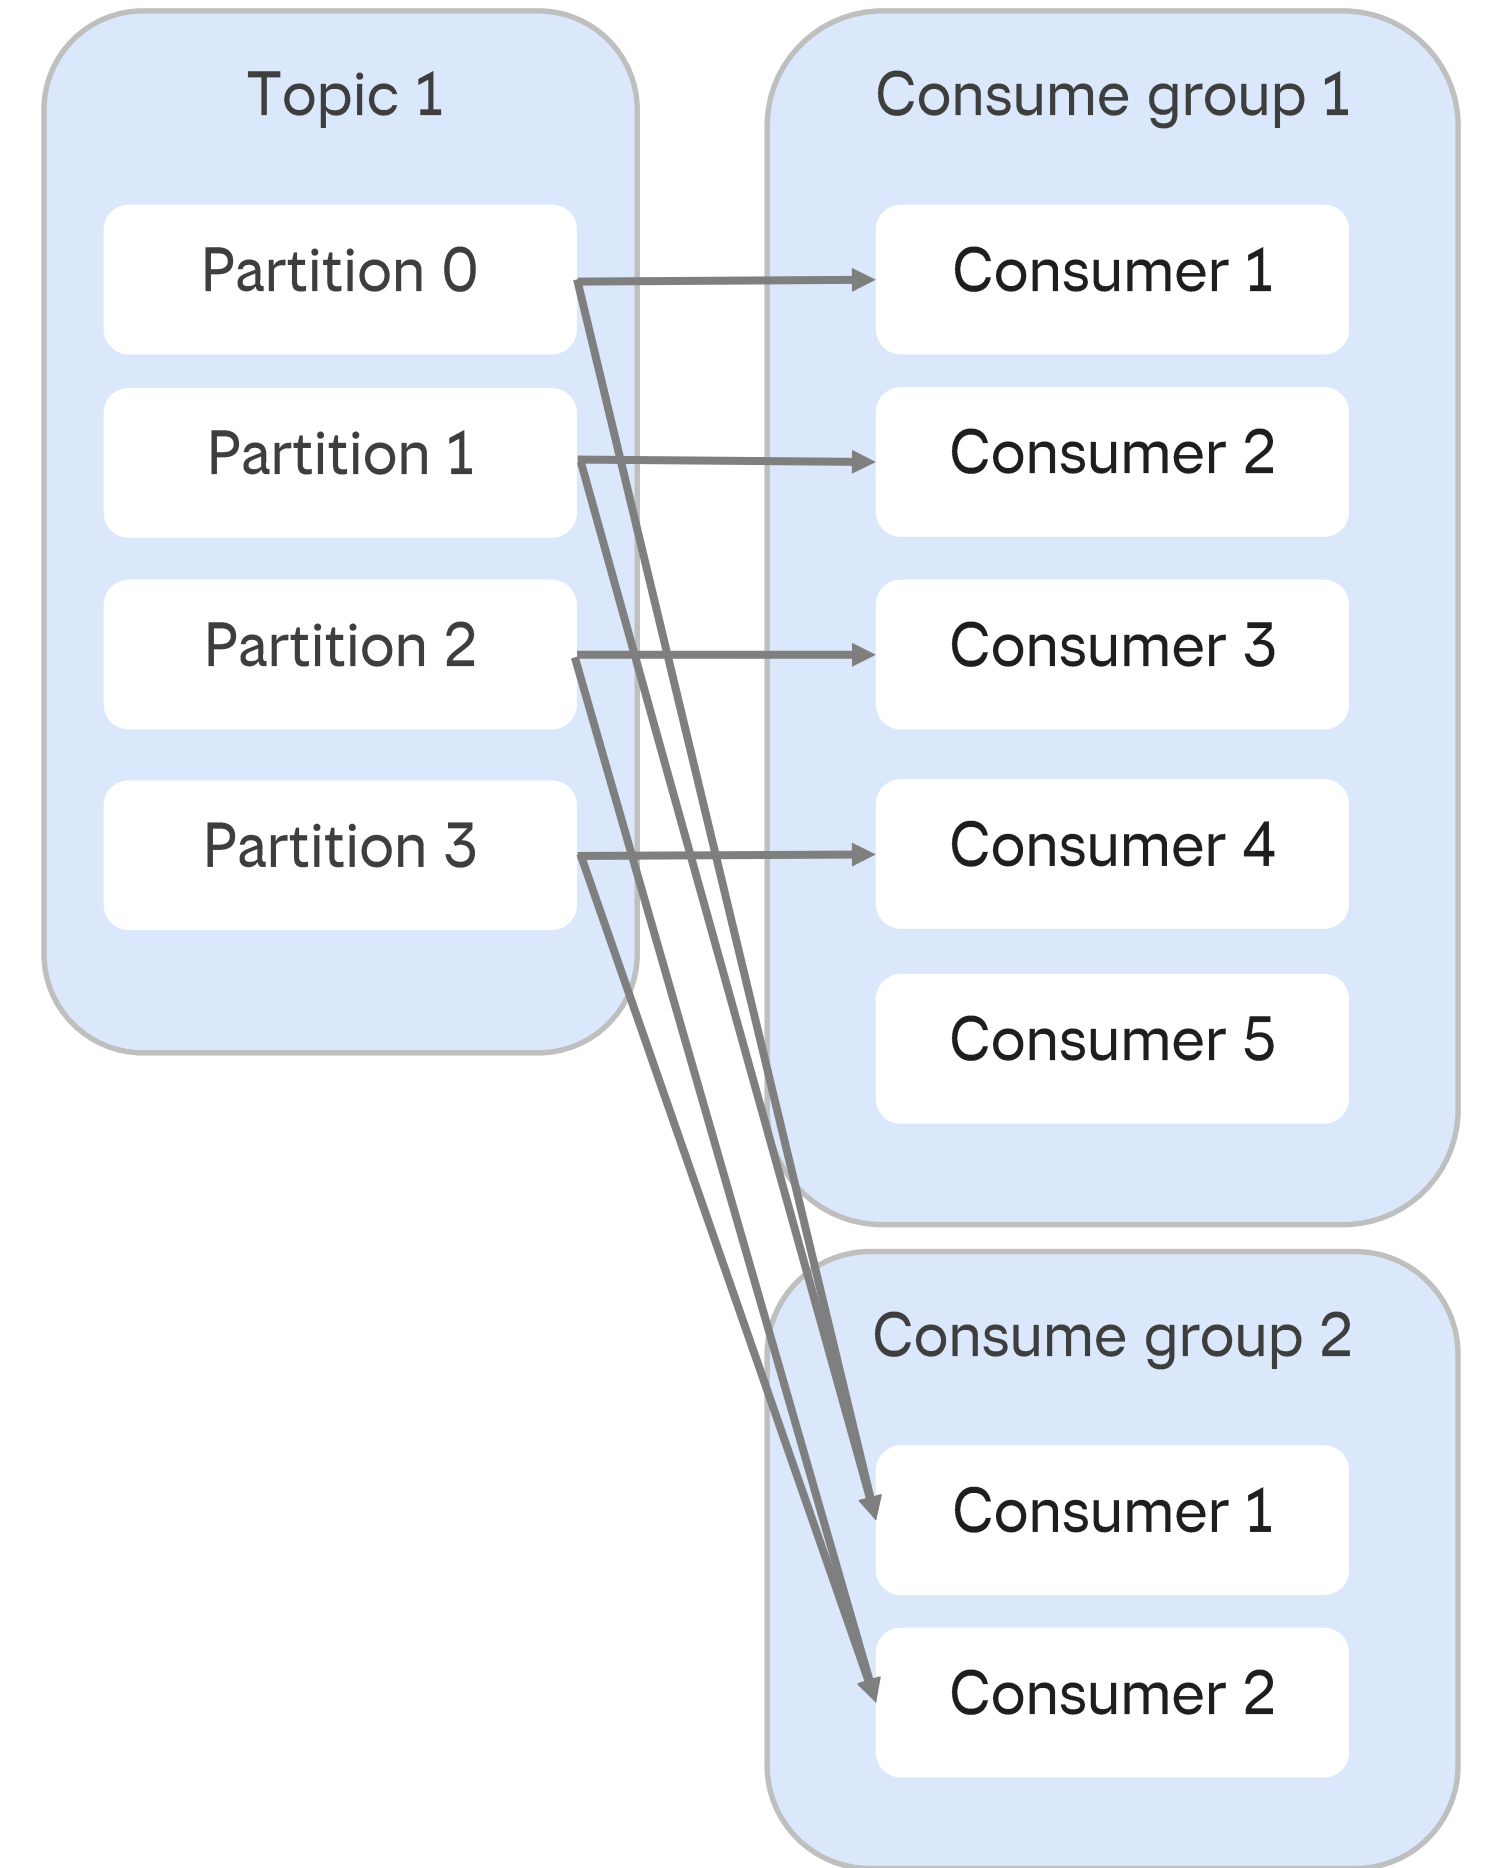 Topic 1
Partition 0
Partition 1
Partition 2
Partition 3
Consume group 1
Consumer 1
Consumer 2
Consumer 3
Consumer 4
Consumer 5
Consume group 2
Consumer 1
Consumer 2